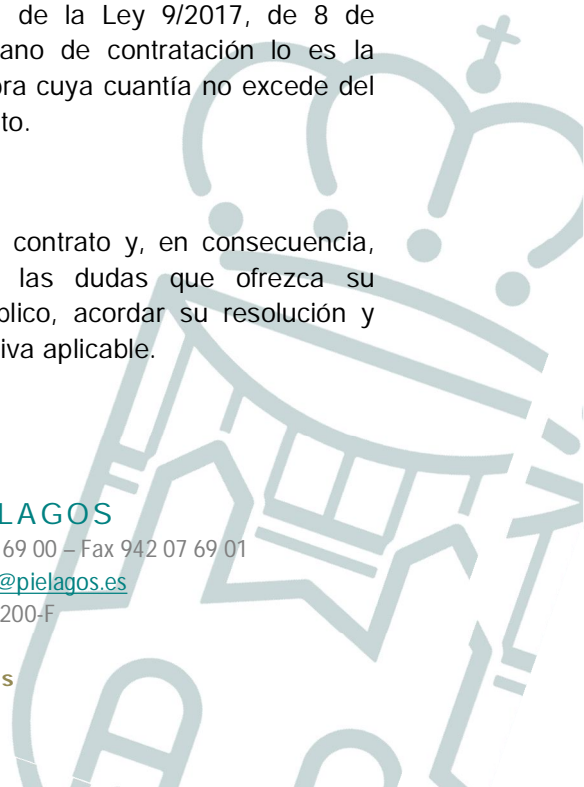 de la Ley 9/2017, de 8 de
ano de contratación lo es la
bra cuya cuantía no excede del
to.
contrato y, en consecuencia,
las dudas que ofrezca su
blico, acordar su resolución y
iva aplicable.
LAGOS
69 00 – Fax 942 07 69 01
@pielagos.es
200-F
s